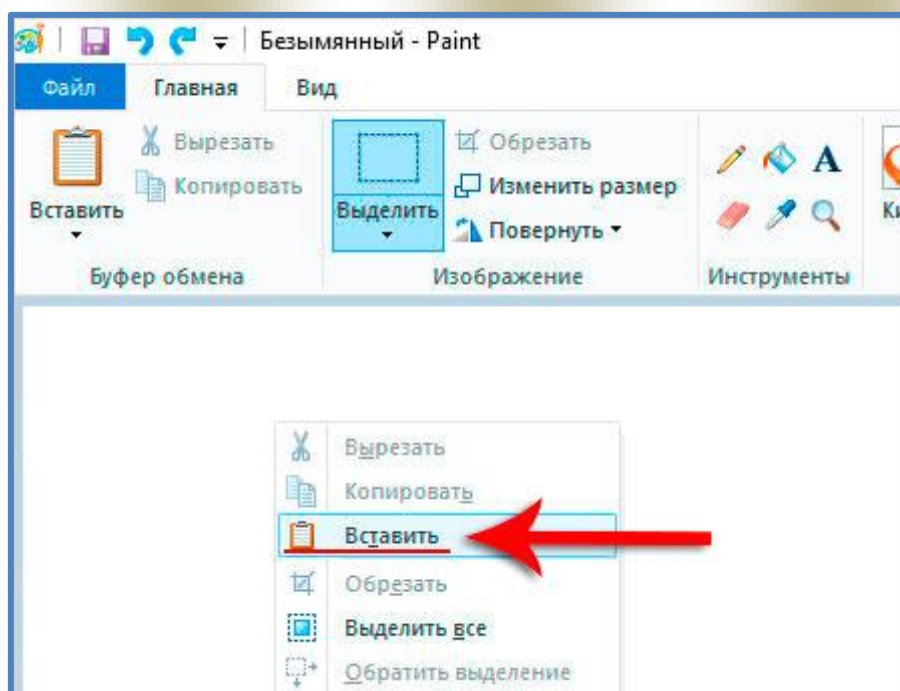 Безымянный - Paint
Файл Главная Вид
Вставить
Вырезать
Копировать
Буфер обмена
Выделить
Обрезать
Изменить размер
Повернуть
Изображение
A
Инструменты
Вырезать
Копировать
Вставить
Обрезать
Выделить все
Обратить выделение